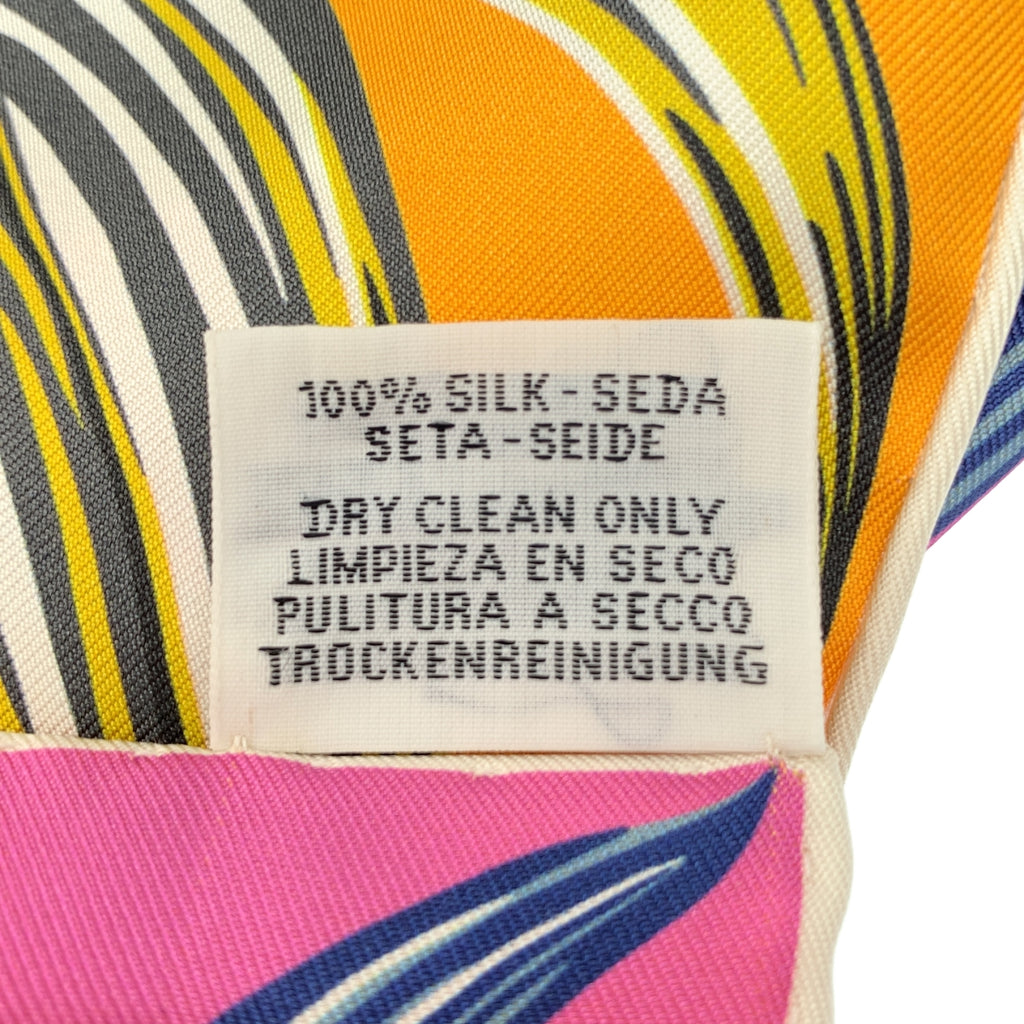 100% SILK - SEDA
SETA - SEIDE
DRY CLEAN ONLY
LIMPIEZA EN SECO
PULITURA A SECCO
TROCKENREINIGUNG